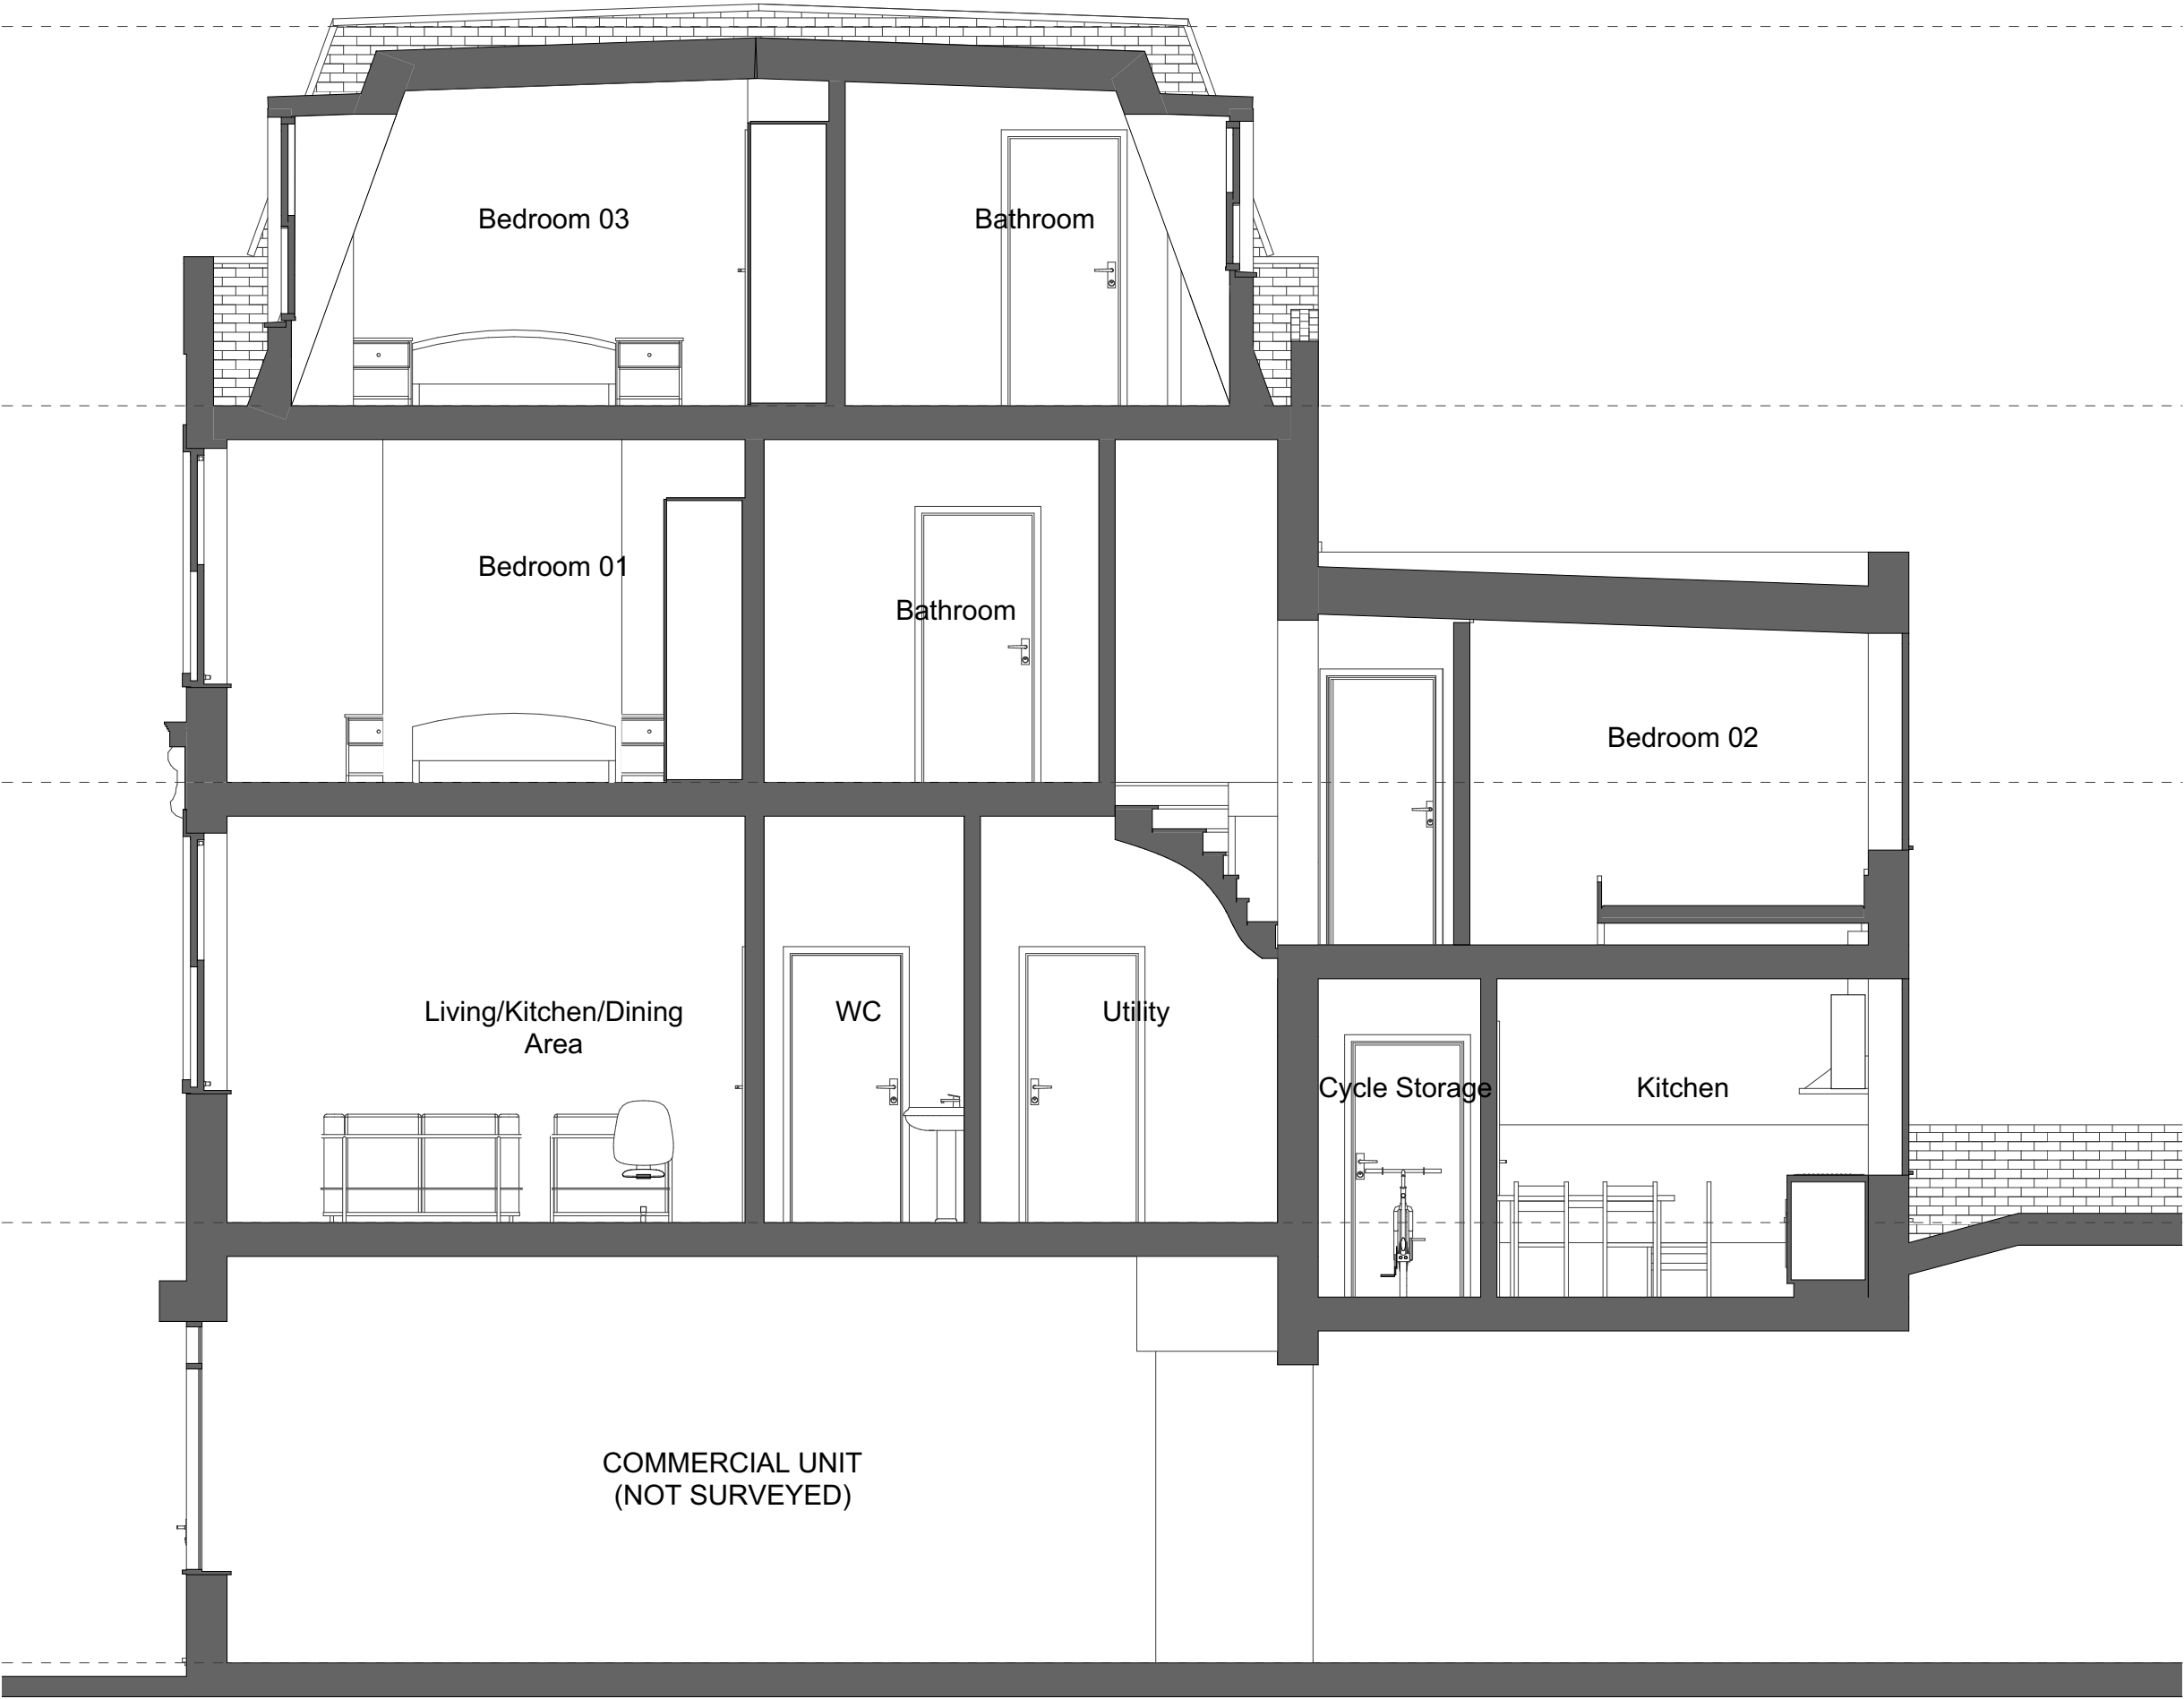 Bedroom 03
Bathroom
Bedroom 01
Bathroom
Bedroom 02
Living/Kitchen/Dining
Area
WC
Utility
Cycle Storage
Kitchen
COMMERCIAL UNIT
(NOT SURVEYED)